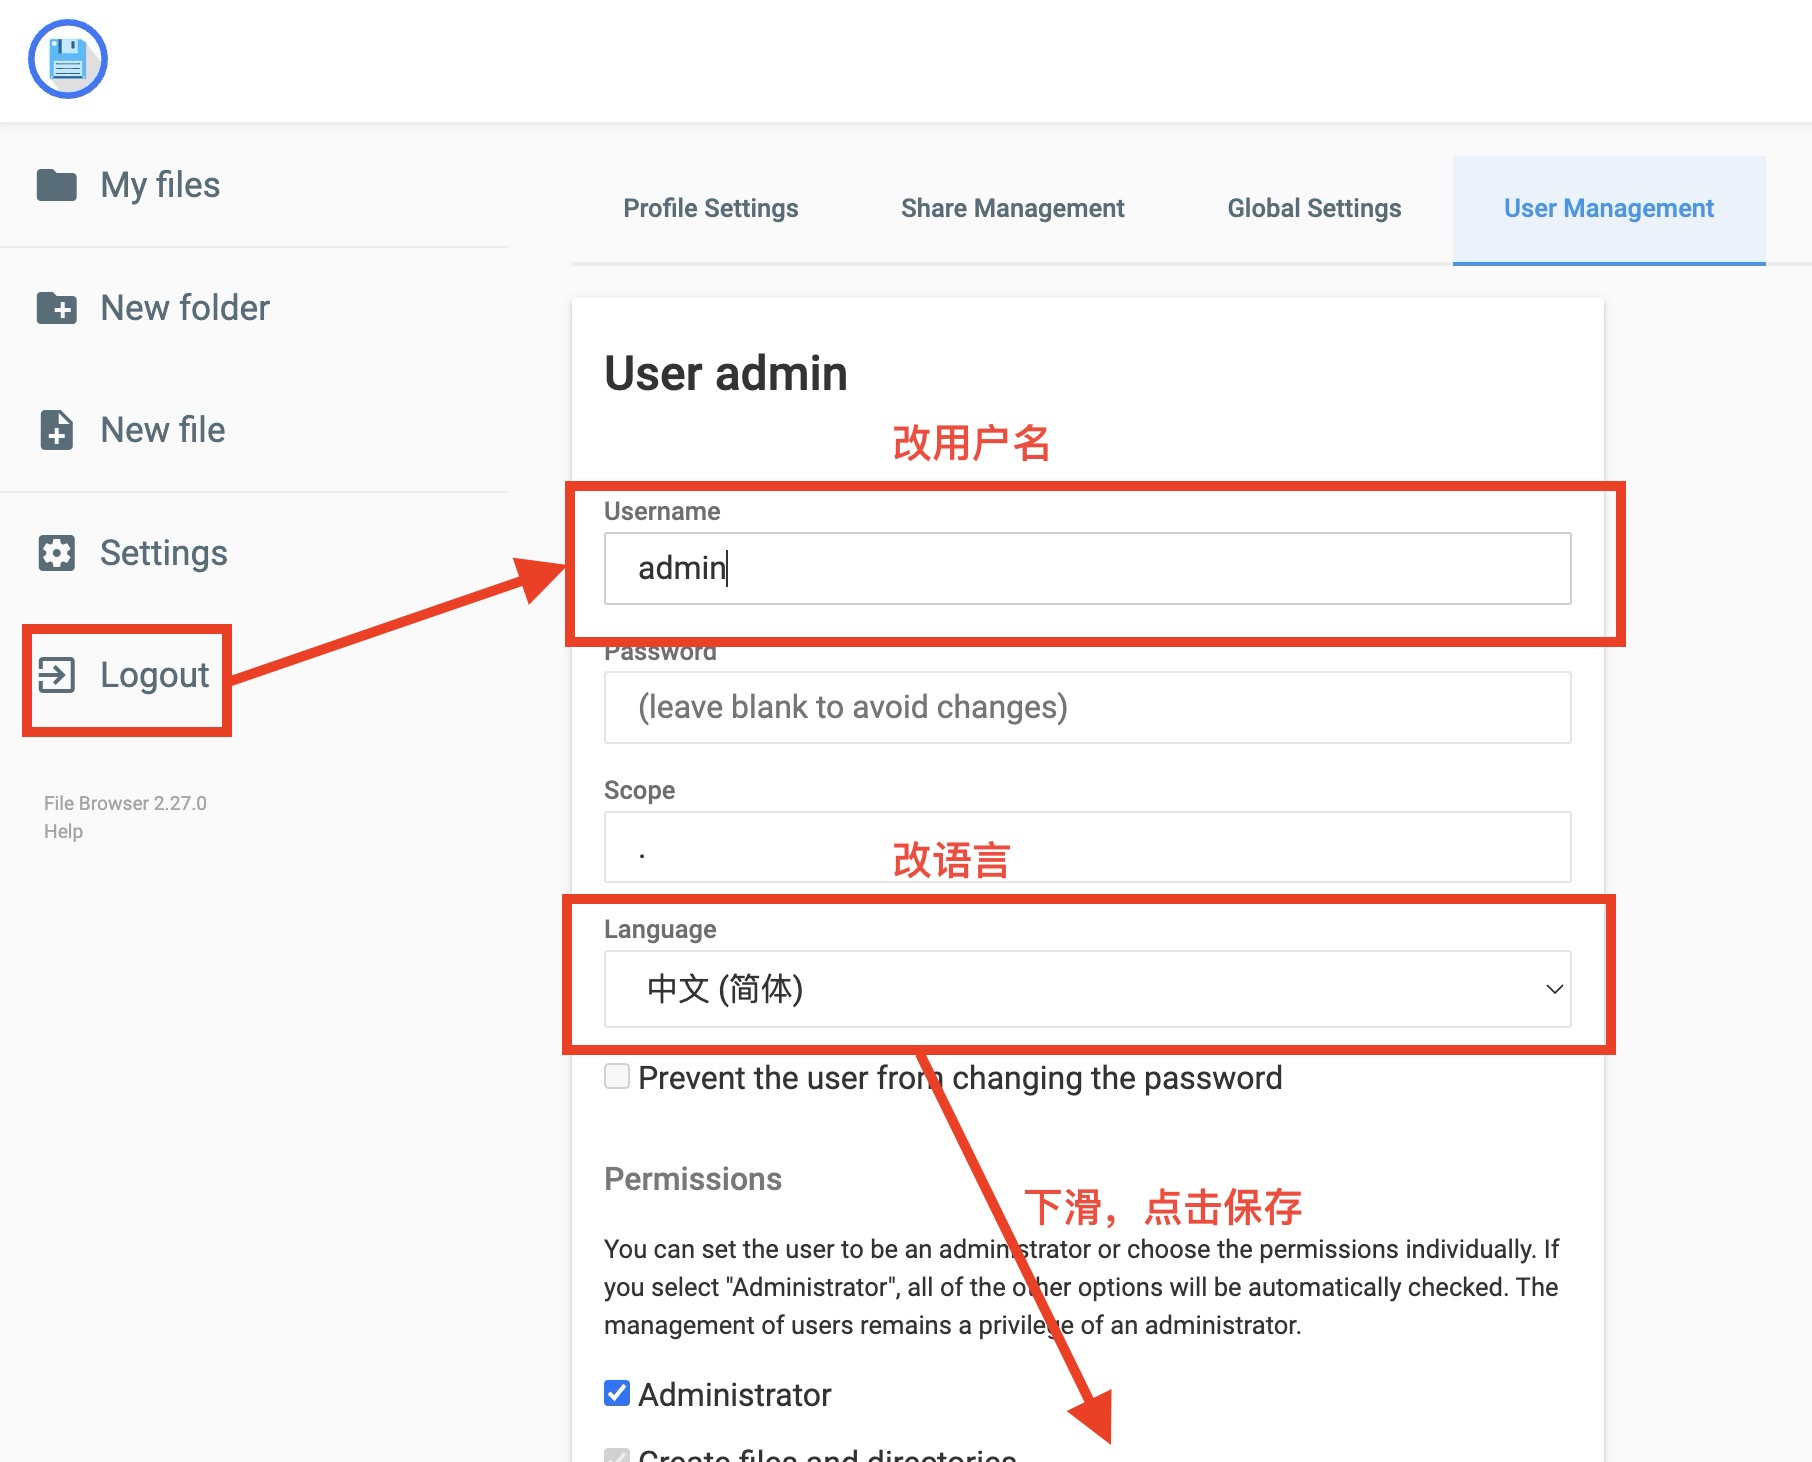 My files
New folder
New file
Settings
Logout
File Browser 2.27.0
Help
Profile Settings
Share Management
Global Settings
User Management
User admin
改用户名
Username
admin
Password
(leave blank to avoid changes)
Scope
.
改语言
Language
中文 (简体)
Prevent the user from changing the password
Permissions
下滑，点击保存
You can set the user to be an administrator or choose the permissions individually. If
you select "Administrator", all of the other options will be automatically checked. The
management of users remains a privilege of an administrator.
Administrator
Create files and directories